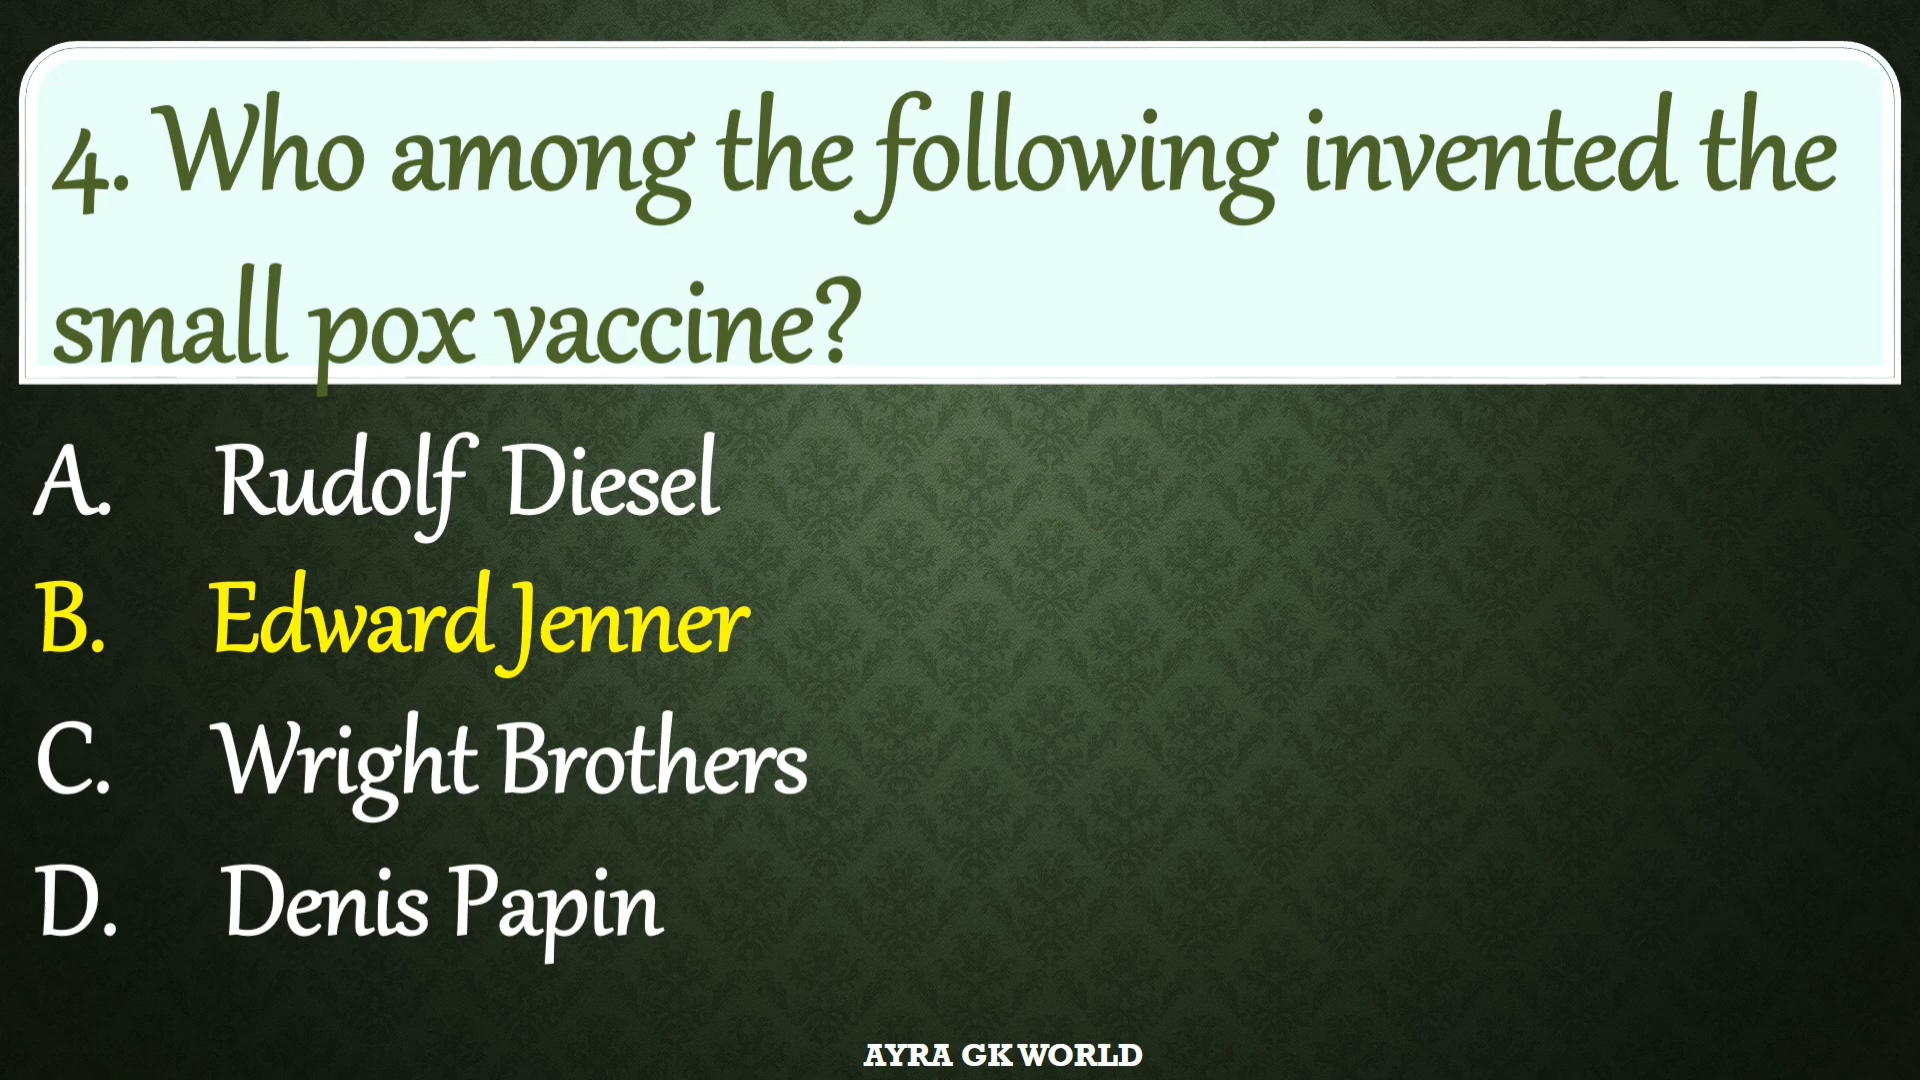 4. Who among the following invented the
small pox vaccine?
A. Rudolf Diesel
B. Edward Jenner
C. Wright Brothers
D. Denis Papin
AYRA GK WORLD